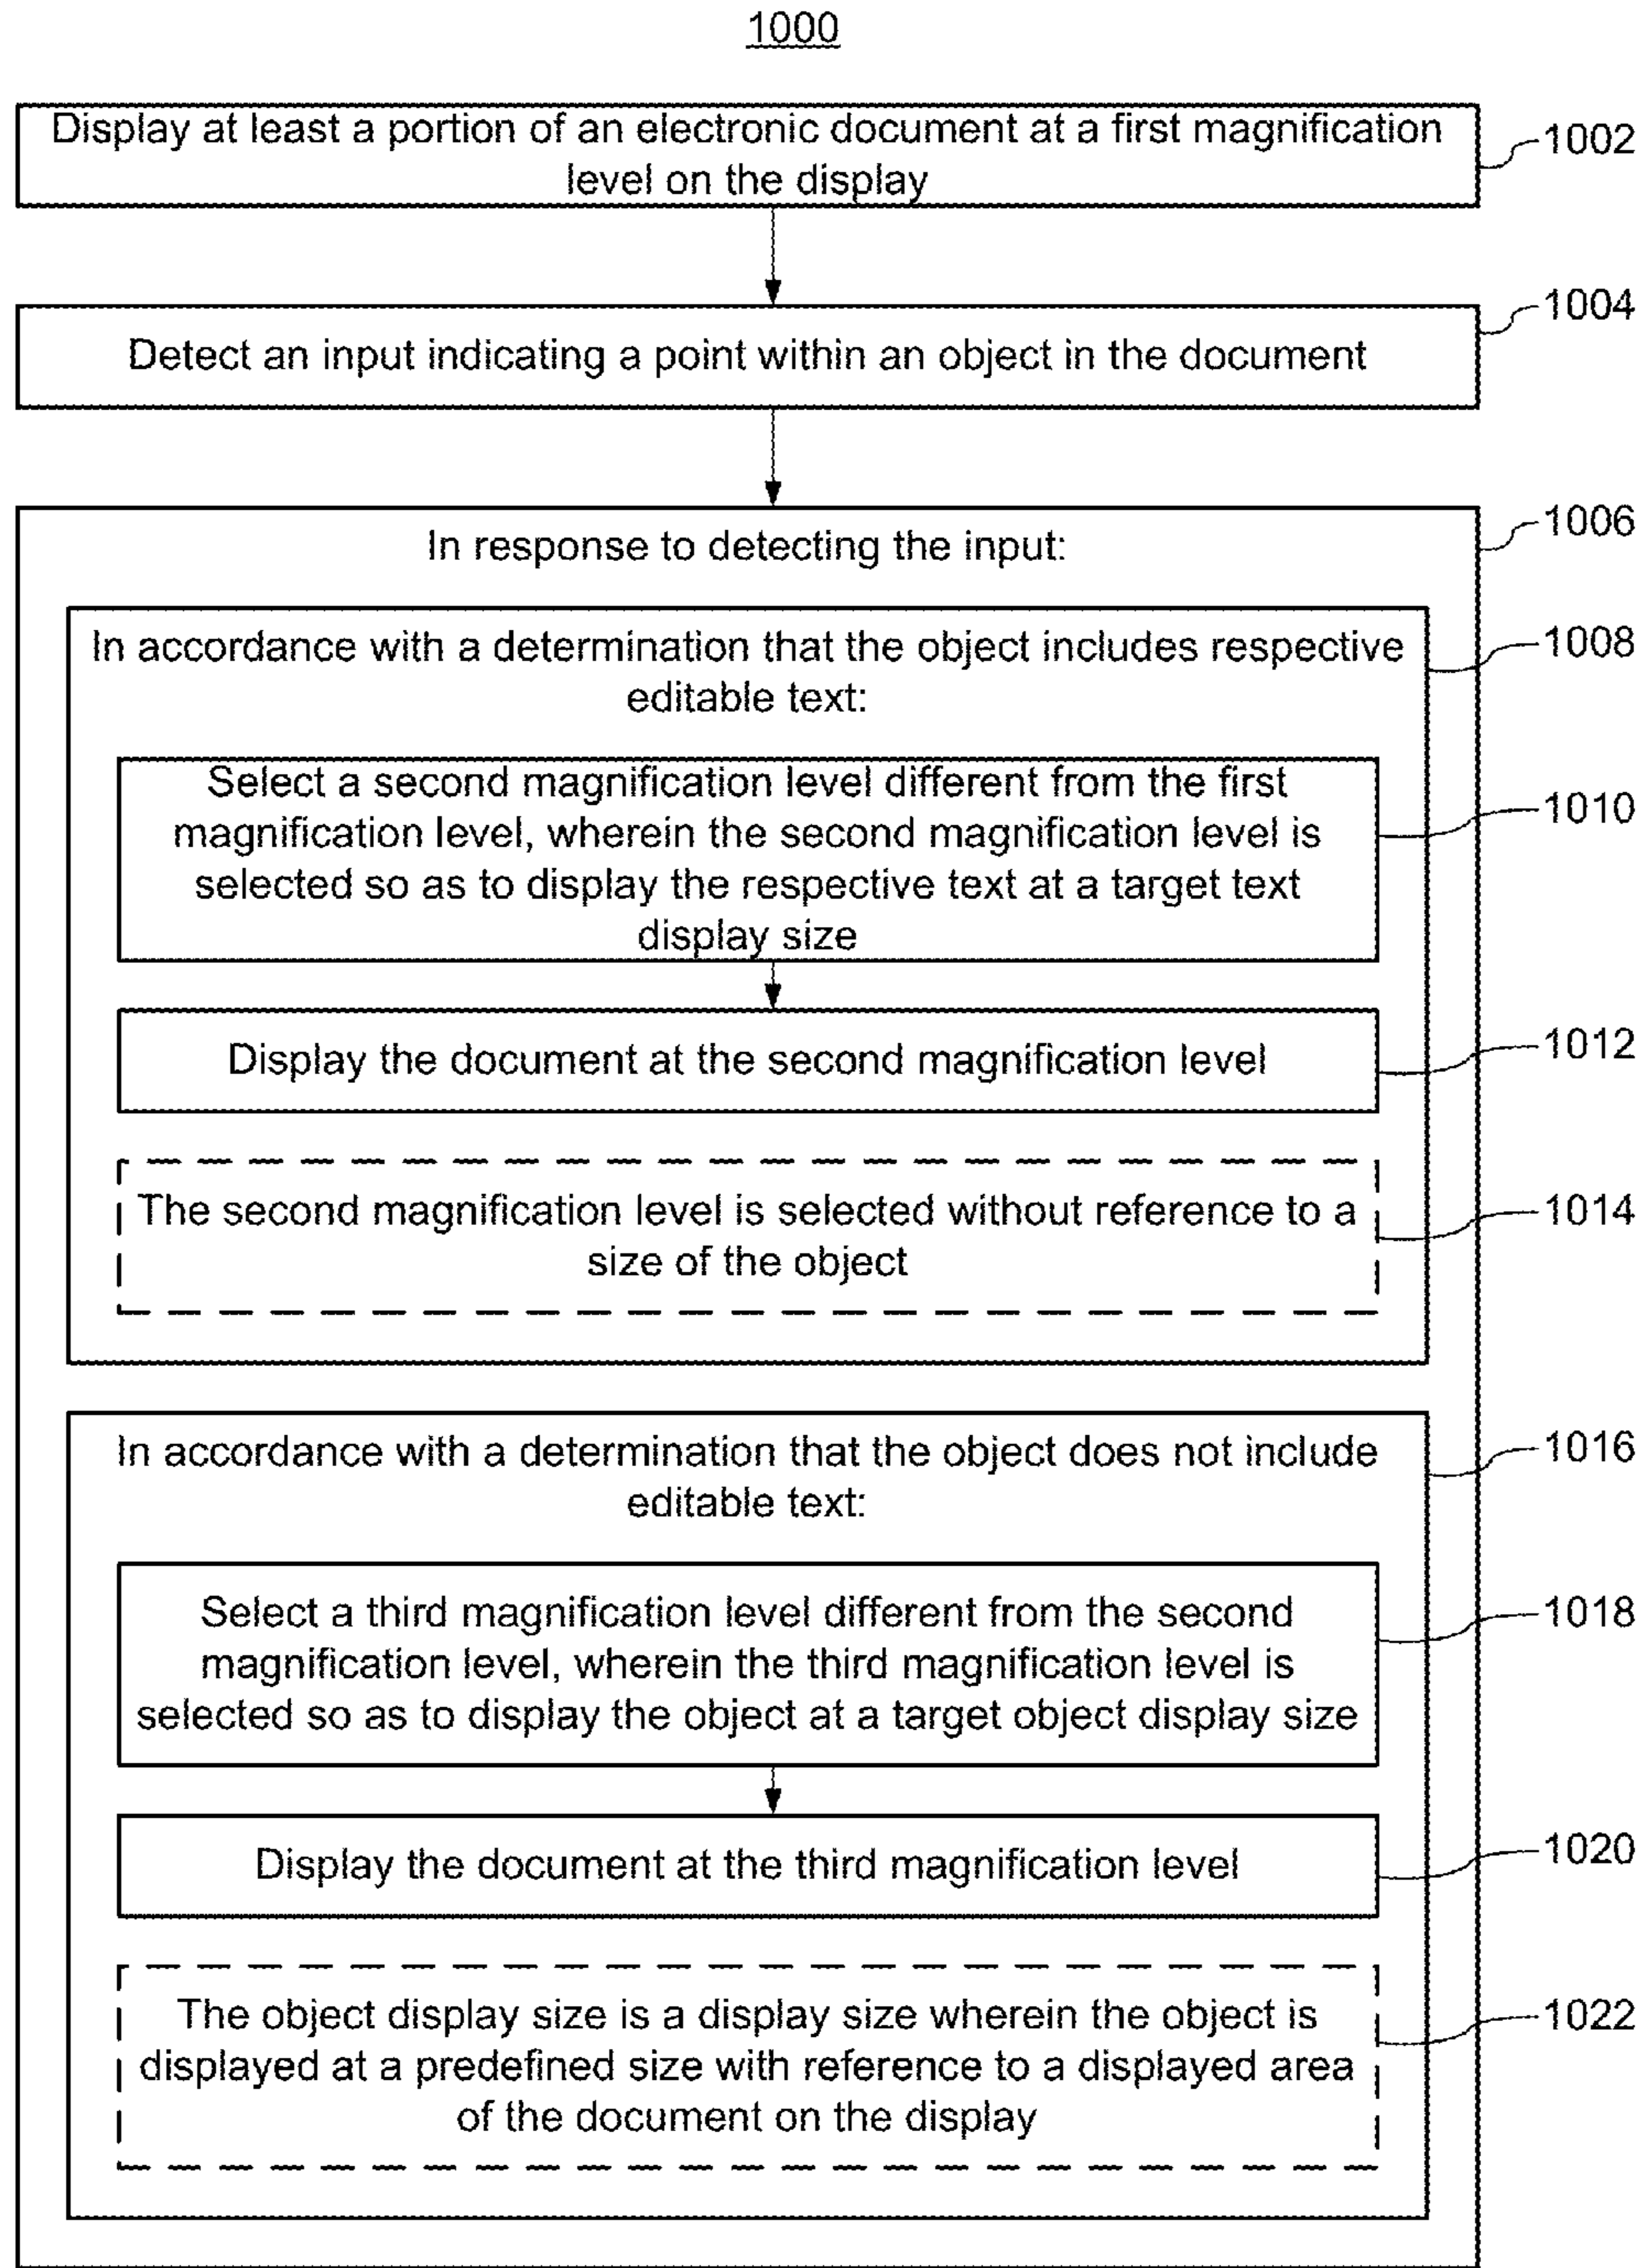 1000
Display at least a portion of an electronic document at a first magnification
level on the display
1002
Detect an input indicating a point within an object in the document
1004
In response to detecting the input:
1006
In accordance with a determination that the object includes respective
editable text:
1008
Select a second magnification level different from the first
magnification level, wherein the second magnification level is
selected so as to display the respective text at a target text
display size
1010
Display the document at the second magnification level
1012
The second magnification level is selected without reference to a
size of the object
1014
In accordance with a determination that the object does not include
editable text:
1016
Select a third magnification level different from the second
magnification level, wherein the third magnification level is
selected so as to display the object at a target object display size
1018
Display the document at the third magnification level
1020
The object display size is a display size wherein the object is
displayed at a predefined size with reference to a displayed area
of the document on the display
1022